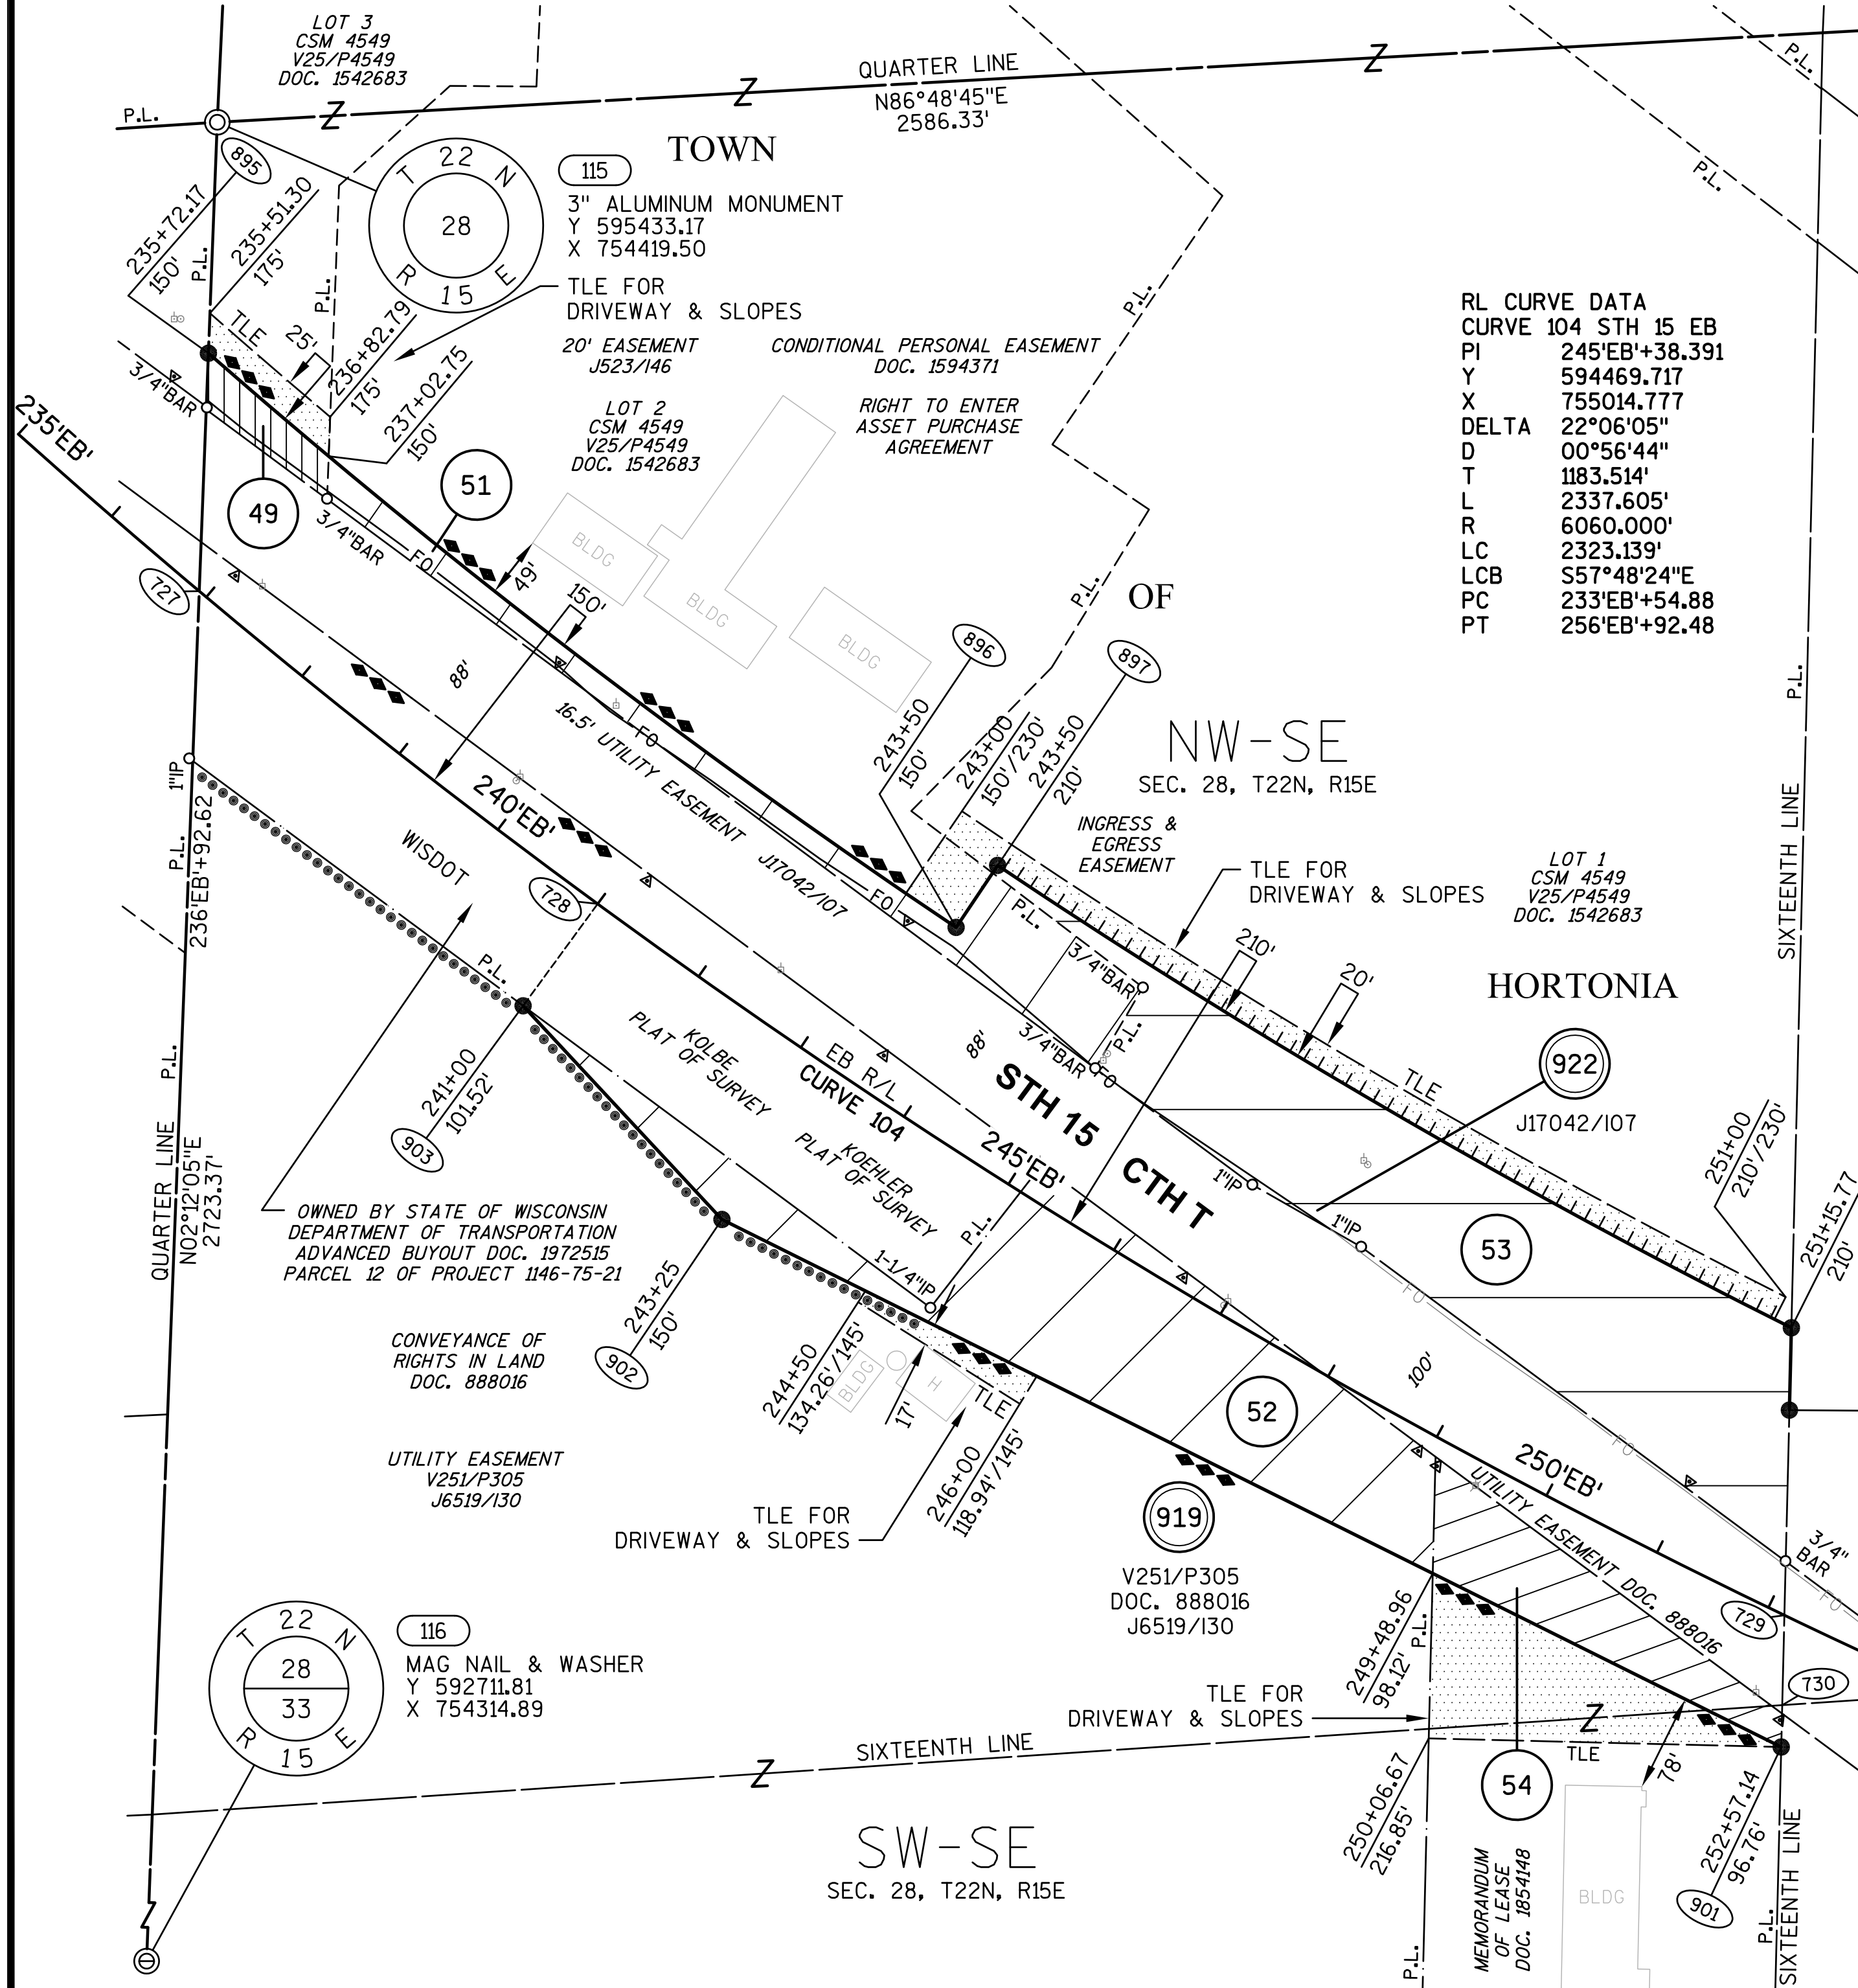 LOT 3
CSM 4549
V25/P4549
DOC. 1542683
P.L.
Z
Z
QUARTER LINE
N86°48'45"E
2586.33'
Z
P.L.
P.L.
895
T 22 N
28
R 15 E
115
TOWN
3" ALUMINUM MONUMENT
Y 595433.17
X 754419.50
TLE FOR
DRIVEWAY & SLOPES
235+72.17
150'
235+51.30
175'
P.L.
P.L.
TLE
25'
236+82.79
175'
237+02.75
150'
P.L.
20' EASEMENT
J523/I46
CONDITIONAL PERSONAL EASEMENT
DOC. 1594371
LOT 2
CSM 4549
V25/P4549
DOC. 1542683
RIGHT TO ENTER
ASSET PURCHASE
AGREEMENT
RL CURVE DATA
CURVE 104 STH 15 EB
PI 245'EB'+38.391
Y 594469.717
X 755014.777
DELTA 22°06'05"
D 00°56'44"
T 1183.514'
L 2337.605'
R 6060.000'
LC 2323.139'
LCB S57°48'24"E
PC 233'EB'+54.88
PT 256'EB'+92.48
3/4"BAR
235'EB'
49
51
3/4"BAR
FO
49'
150'
BLDG
BLDG
BLDG
P.L.
OF
727
88'
896
897
P.L.
16.5' UTILITY EASEMENT J17042/I07
FO
243+50
150'
243+00
150'/230'
243+50
210'
NW-SE
SEC. 28, T22N, R15E
1"IP
P.L.
236'EB'+92.62
240'EB'
WISDOT
INGRESS &
EGRESS
EASEMENT
TLE FOR
DRIVEWAY & SLOPES
LOT 1
CSM 4549
V25/P4549
DOC. 1542683
SIXTEENTH LINE
728
FO
P.L.
P.L.
3/4"BAR
210'
20'
HORTONIA
KOLBE
PLAT OF SURVEY
EB R/L
CURVE 104
88'
3/4"BAR
P.L.
FO
STH 15 CTH T
922
J17042/I07
TLE
P.L.
241+00
101.52'
903
KOEHLER
PLAT OF SURVEY
245'EB'
1"IP
1"IP
53
251+00
210'/230'
251+15.77
210'
QUARTER LINE
N02°12'05"E
2723.37'
OWNED BY STATE OF WISCONSIN
DEPARTMENT OF TRANSPORTATION
ADVANCED BUYOUT DOC. 1972515
PARCEL 12 OF PROJECT 1146-75-21
P.L.
1-1/4"IP
243+25
150'
902
FO
CONVEYANCE OF
RIGHTS IN LAND
DOC. 888016
244+50
134.26'/145'
BLDG
H
17'
TLE
100'
52
UTILITY EASEMENT
V251/P305
J6519/I30
246+00
118.94'/145'
TLE FOR
DRIVEWAY & SLOPES
919
V251/P305
DOC. 888016
J6519/I30
FO
250'EB'
UTILITY EASEMENT DOC. 888016
3/4"
BAR
FO
729
T 22 N
28
33
R 15 E
116
MAG NAIL & WASHER
Y 592711.81
X 754314.89
249+48.96
98.12'
P.L.
730
TLE FOR
DRIVEWAY & SLOPES
Z
TLE
SIXTEENTH LINE
Z
250+06.67
216.85'
54
78'
252+57.14
96.76'
901
SW-SE
SEC. 28, T22N, R15E
MEMORANDUM
OF LEASE
DOC. 1854148
BLDG
P.L.
P.L.
SIXTEENTH LINE